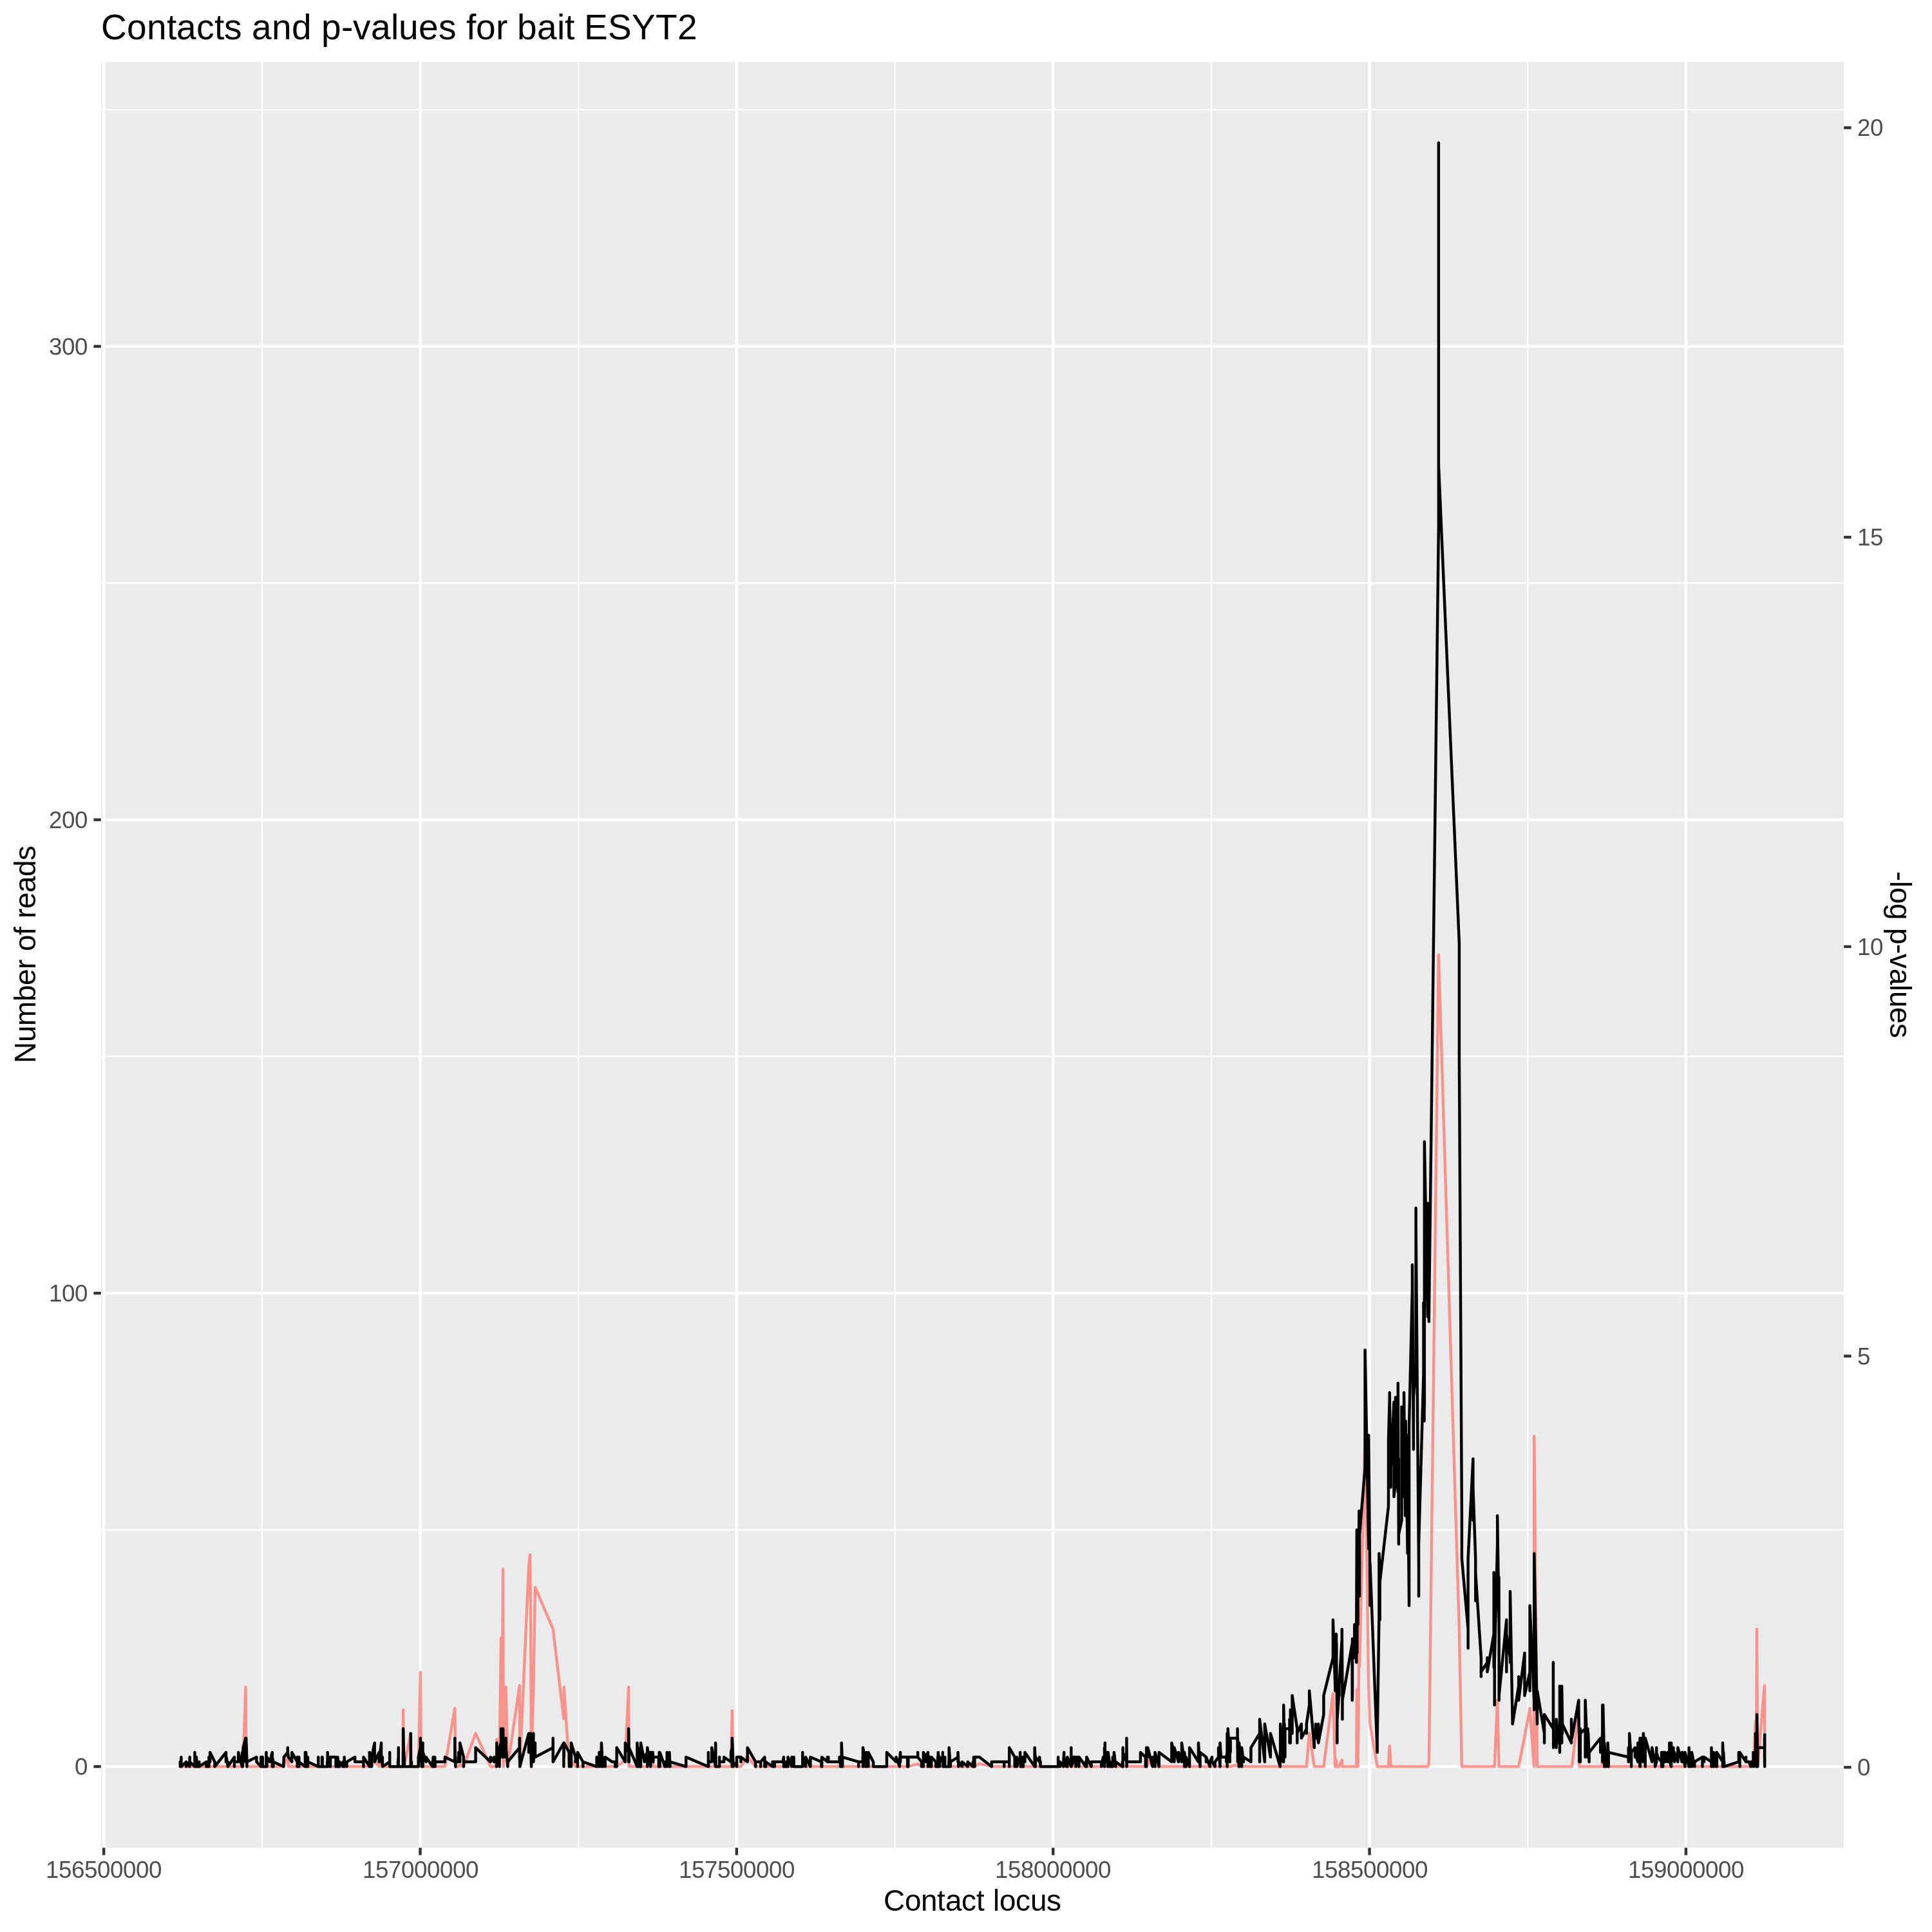 Contacts and p-values for bait ESYT2
300
200
100
0
Number of reads
20
15
10
5
0
-log p-values
156500000 157000000 157500000 158000000 158500000 159000000
Contact locus